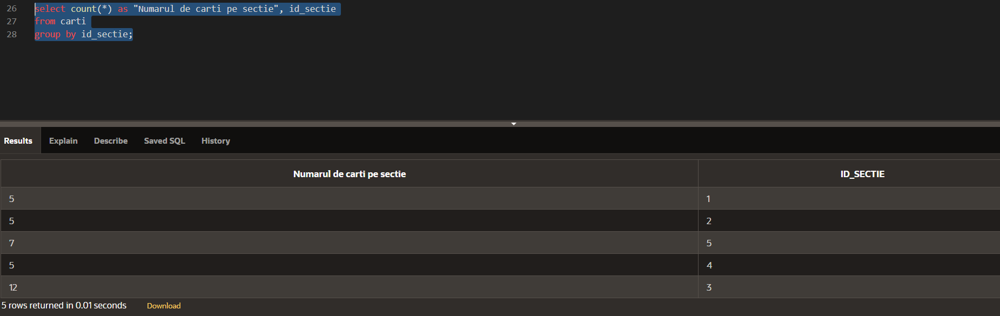 26 select count(*) as "Numarul de carti pe sectie", id_sectie
27 from carti
28 group by id_sectie;
Results Explain Describe Saved SQL History
Numarul de carti pe sectie ID_SECTIE
5 1
5 2
7 5
5 4
12 3
5 rows returned in 0.01 seconds Download